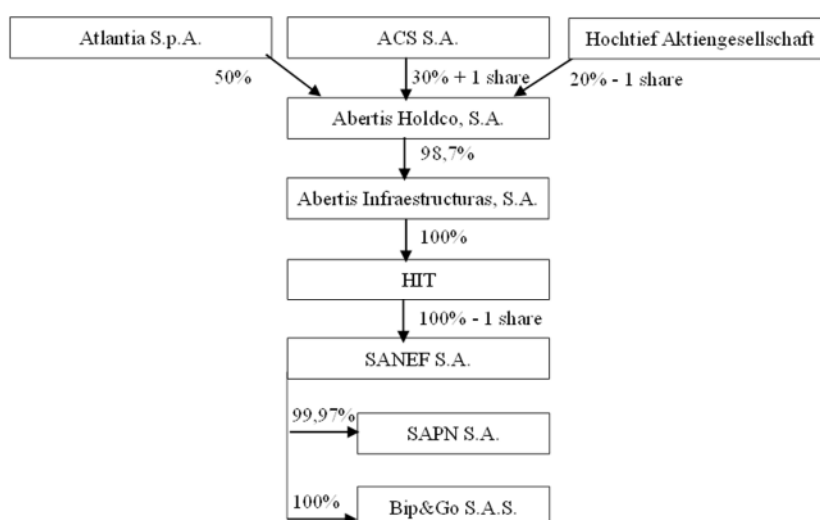 Atlantia S.p.A.
ACS S.A.
Hochtief Aktiengesellschaft
50%
30% + 1 share
20% - 1 share
Abertis Holdco, S.A.
98,7%
Abertis Infraestructuras, S.A.
100%
HIT
100% - 1 share
SANEF S.A.
99,97%
SAPN S.A.
100%
Bip&Go S.A.S.